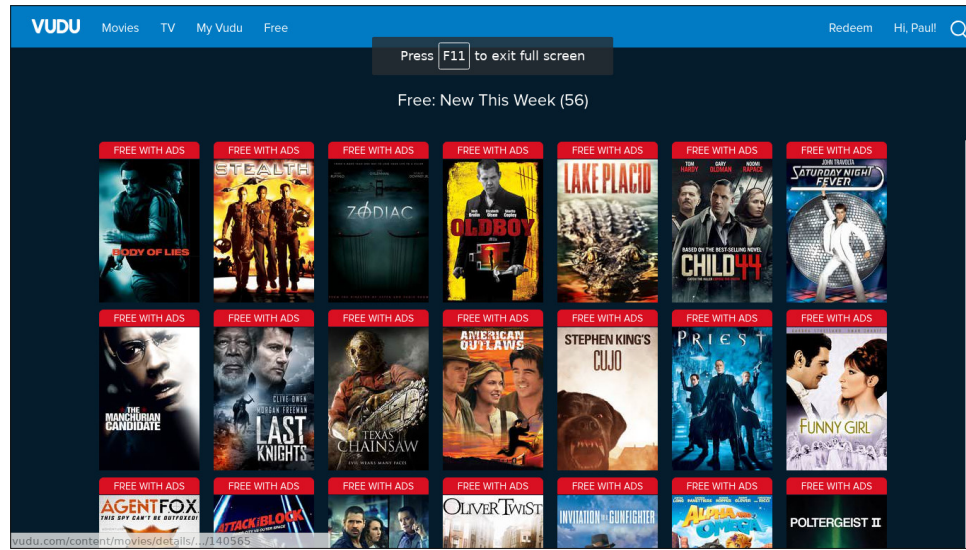 VUDU Movies TV My Vudu Free Redeem Hi, Paul!
Press F11 to exit full screen
Free: New This Week (56)
FREE WITH ADS FREE WITH ADS FREE WITH ADS FREE WITH ADS FREE WITH ADS FREE WITH ADS FREE WITH ADS
BODY OF LIES
STEALTH
ZODIAC
OLDBOY
LAKE PLACID
TOM HARDY GARY OLDMAN NOOMI RAPACE
BASED ON THE BEST-SELLING NOVEL
CHILD 44
JOHN TRAVOLTA
SATURDAY NIGHT
FEVER
FREE WITH ADS FREE WITH ADS FREE WITH ADS FREE WITH ADS FREE WITH ADS FREE WITH ADS FREE WITH ADS
THE
MANCHURIAN
CANDIDATE
CLIVE OWEN
MORGAN FREEMAN
LAST
KNIGHTS
TEXAS
CHAINSAW
EVIL WEARS MANY FACES
AMERICAN
OUTLAWS
STEPHEN KING'S
CUJO
PRIEST
FUNNY GIRL
FREE WITH ADS FREE WITH ADS FREE WITH ADS FREE WITH ADS FREE WITH ADS FREE WITH ADS FREE WITH ADS
AGENT FOX
THIS SPY CAN'T BE OUTFOXED!
ATTACK THE BLOCK
OLIVER TWIST
INVITATION TO A GUNFIGHTER
ALPHA AND OMEGA
POLTERGEIST II
vudu.com/content/movies/details/.../140565